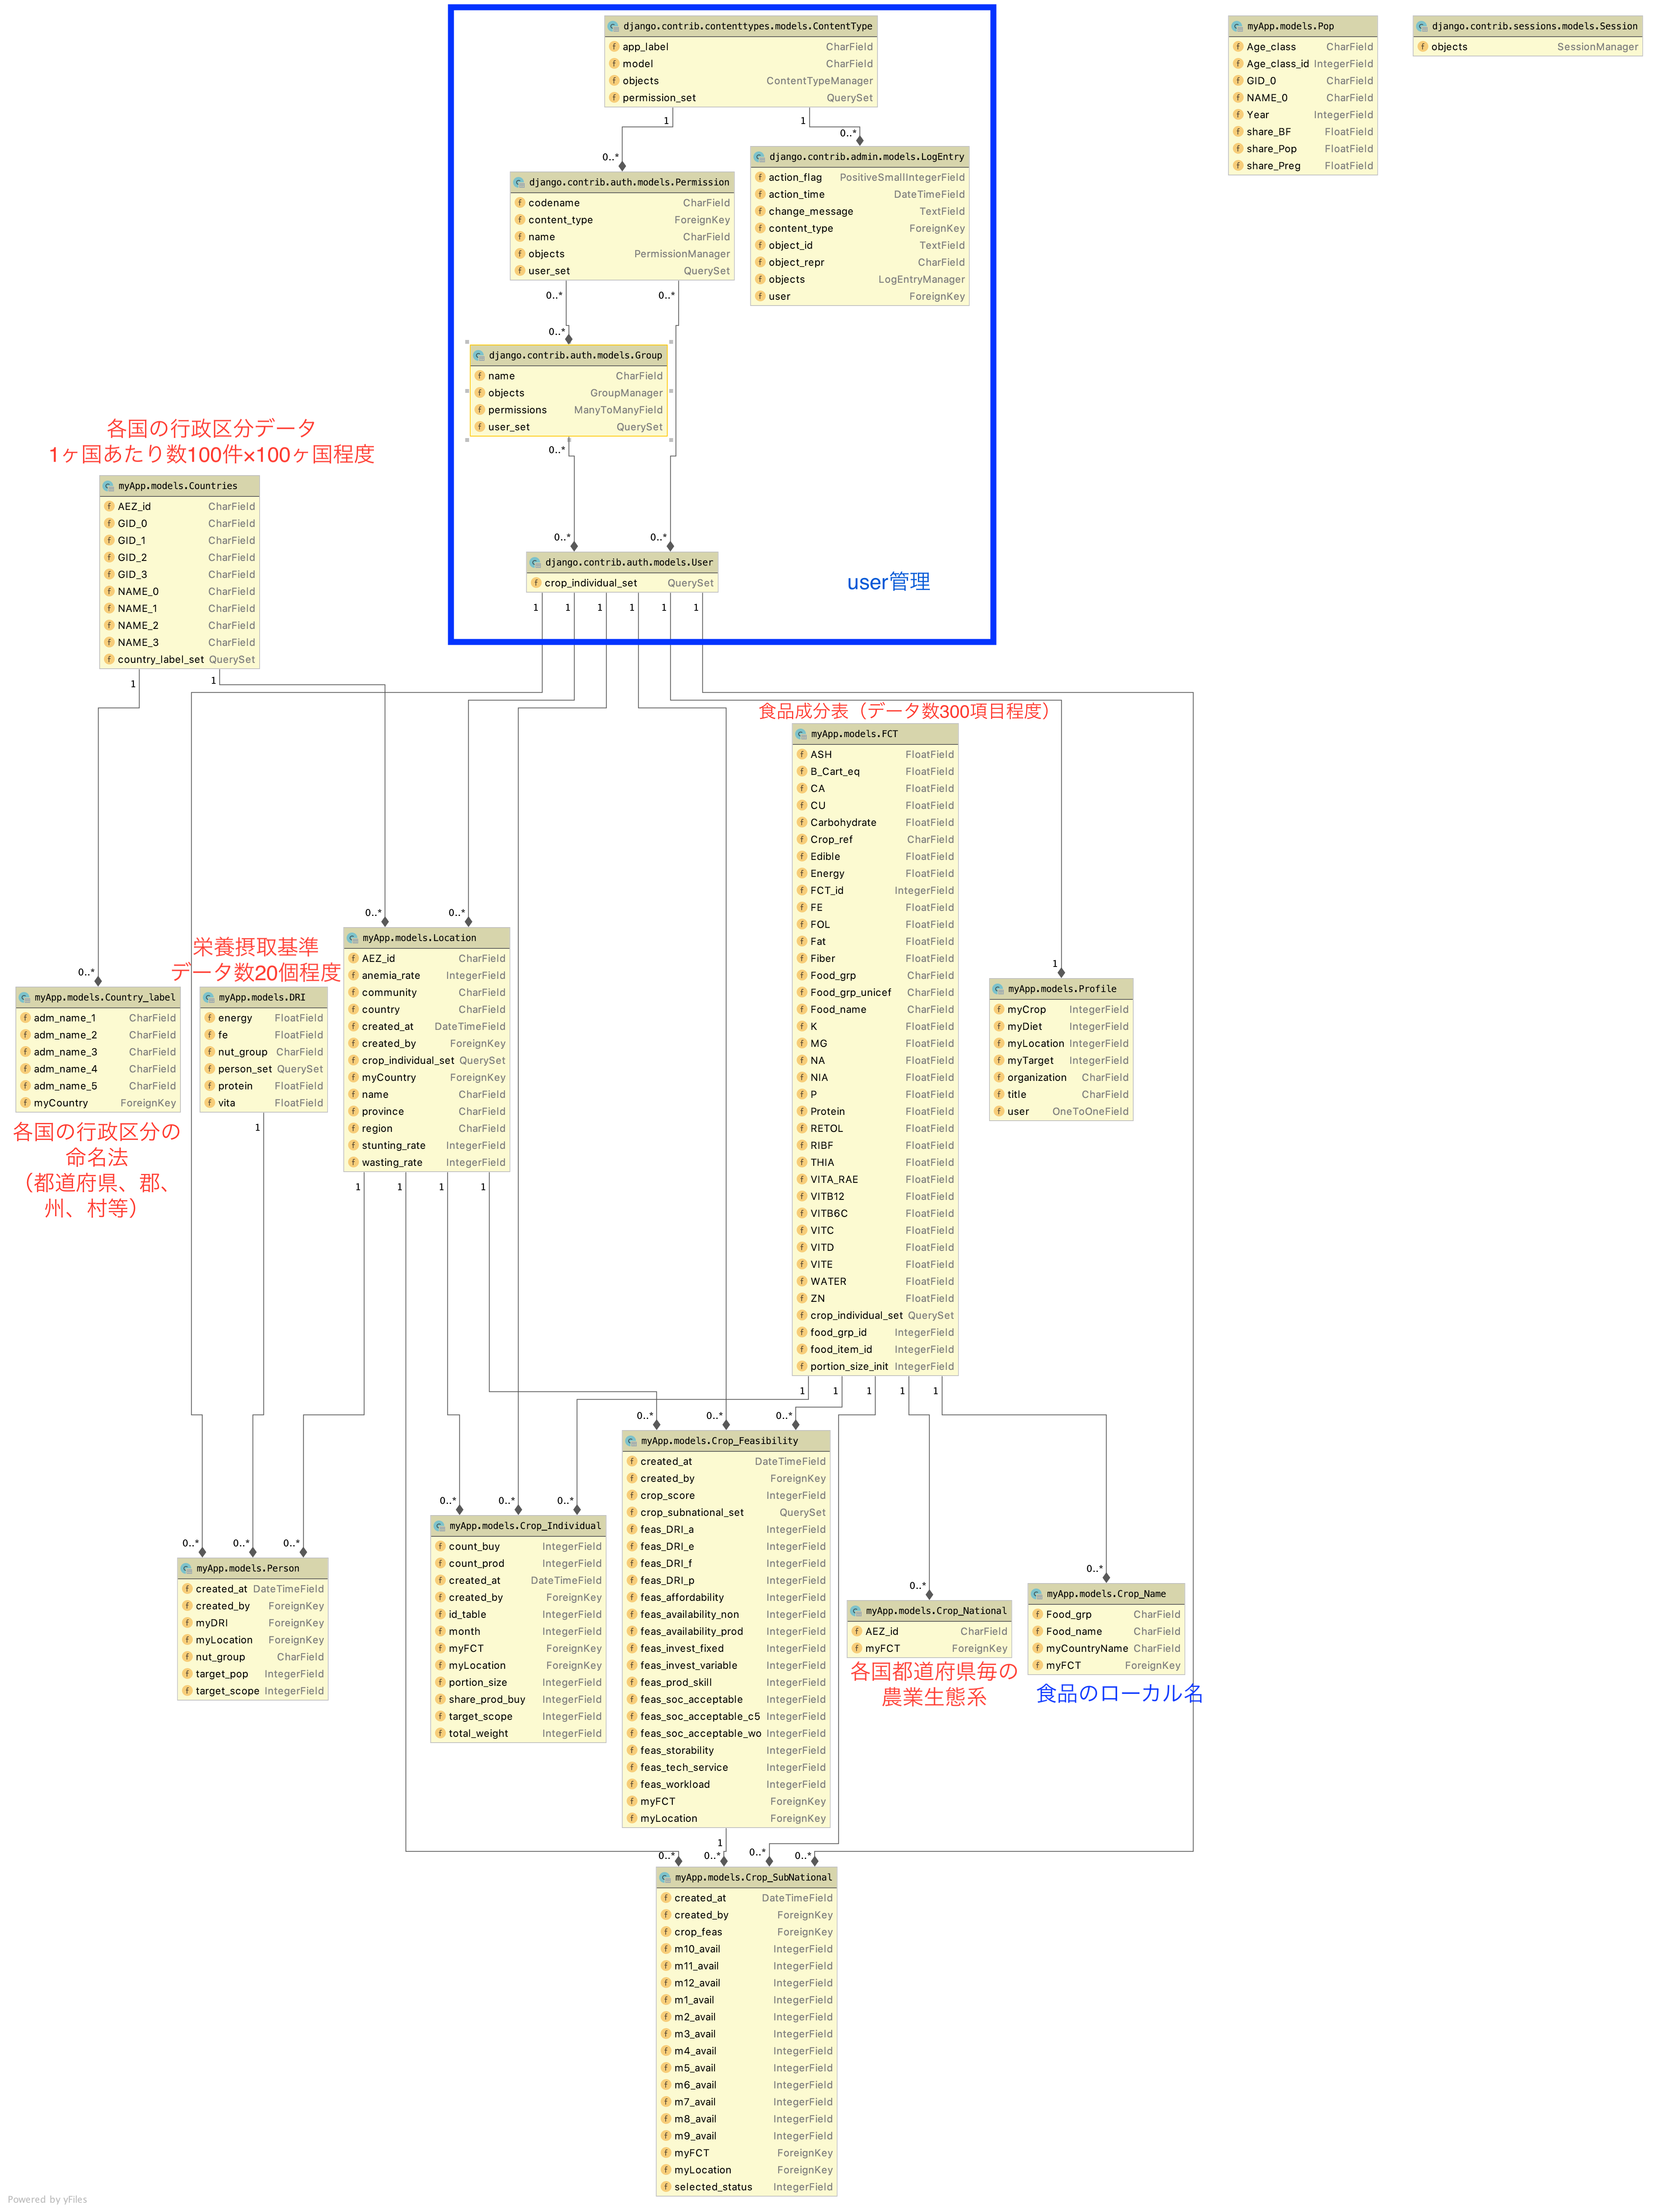 django.contrib.contenttypes.models.ContentType
app_label CharField
model CharField
objects ContentTypeManager
permission_set QuerySet
1 1
0..* 0..*
myApp.models.Pop
Age_class CharField
Age_class_id IntegerField
GID_0 CharField
NAME_0 CharField
Year IntegerField
share_BF FloatField
share_Pop FloatField
share_Preg FloatField
django.contrib.sessions.models.Session
objects SessionManager
django.contrib.auth.models.Permission
codename CharField
content_type ForeignKey
name CharField
objects PermissionManager
user_set QuerySet
0..* 0..*
0..*
django.contrib.admin.models.LogEntry
action_flag PositiveSmallIntegerField
action_time DateTimeField
change_message TextField
content_type ForeignKey
object_id TextField
object_repr CharField
objects LogEntryManager
user ForeignKey
django.contrib.auth.models.Group
name CharField
objects GroupManager
permissions ManyToManyField
user_set QuerySet
0..*
0..* 0..*
django.contrib.auth.models.User
crop_individual_set QuerySet
1 1 1 1 1 1
user管理
各国の行政区分データ
1ヶ国あたり数100件×100ヶ国程度
myApp.models.Countries
AEZ_id CharField
GID_0 CharField
GID_1 CharField
GID_2 CharField
GID_3 CharField
NAME_0 CharField
NAME_1 CharField
NAME_2 CharField
NAME_3 CharField
country_label_set QuerySet
1 1
食品成分表（データ数300項目程度）
myApp.models.FCT
ASH FloatField
B_Cart_eq FloatField
CA FloatField
CU FloatField
Carbohydrate FloatField
Crop_ref CharField
Edible FloatField
Energy FloatField
FCT_id IntegerField
FE FloatField
FOL FloatField
Fat FloatField
Fiber FloatField
Food_grp CharField
Food_grp_unicef CharField
Food_name CharField
K FloatField
MG FloatField
NA FloatField
NIA FloatField
P FloatField
Protein FloatField
RETOL FloatField
RIBF FloatField
THIA FloatField
VITA_RAE FloatField
VITB12 FloatField
VITB6C FloatField
VITC FloatField
VITD FloatField
VITE FloatField
WATER FloatField
ZN FloatField
crop_individual_set QuerySet
food_grp_id IntegerField
food_item_id IntegerField
portion_size_init IntegerField
1 1 1 1 1
0..* 0..*
myApp.models.Location
AEZ_id CharField
anemia_rate IntegerField
community CharField
country CharField
created_at DateTimeField
created_by ForeignKey
crop_individual_set QuerySet
myCountry ForeignKey
name CharField
province CharField
region CharField
stunting_rate IntegerField
wasting_rate IntegerField
1 1 1 1
栄養摂取基準
データ数20個程度
0..*
myApp.models.Country_label
adm_name_1 CharField
adm_name_2 CharField
adm_name_3 CharField
adm_name_4 CharField
adm_name_5 CharField
myCountry ForeignKey
各国の行政区分の
命名法
（都道府県、郡、
州、村等）
myApp.models.DRI
energy FloatField
fe FloatField
nut_group CharField
person_set QuerySet
protein FloatField
vita FloatField
1
1
myApp.models.Profile
myCrop IntegerField
myDiet IntegerField
myLocation IntegerField
myTarget IntegerField
organization CharField
title CharField
user OneToOneField
0..* 0..* 0..*
myApp.models.Crop_Feasibility
created_at DateTimeField
created_by ForeignKey
crop_score IntegerField
crop_subnational_set QuerySet
feas_DRI_a IntegerField
feas_DRI_e IntegerField
feas_DRI_f IntegerField
feas_DRI_p IntegerField
feas_affordability IntegerField
feas_availability_non IntegerField
feas_availability_prod IntegerField
feas_invest_fixed IntegerField
feas_invest_variable IntegerField
feas_prod_skill IntegerField
feas_soc_acceptable IntegerField
feas_soc_acceptable_c5 IntegerField
feas_soc_acceptable_wo IntegerField
feas_storability IntegerField
feas_tech_service IntegerField
feas_workload IntegerField
myFCT ForeignKey
myLocation ForeignKey
1
0..* 0..* 0..*
myApp.models.Crop_Individual
count_buy IntegerField
count_prod IntegerField
created_at DateTimeField
created_by ForeignKey
id_table IntegerField
month IntegerField
myFCT ForeignKey
myLocation ForeignKey
portion_size IntegerField
share_prod_buy IntegerField
target_scope IntegerField
total_weight IntegerField
0..* 0..* 0..*
myApp.models.Person
created_at DateTimeField
created_by ForeignKey
myDRI ForeignKey
myLocation ForeignKey
nut_group CharField
target_pop IntegerField
target_scope IntegerField
0..*
myApp.models.Crop_National
AEZ_id CharField
myFCT ForeignKey
各国都道府県毎の
農業生態系
0..*
myApp.models.Crop_Name
Food_grp CharField
Food_name CharField
myCountryName CharField
myFCT ForeignKey
食品のローカル名
0..* 0..* 0..* 0..*
myApp.models.Crop_SubNational
created_at DateTimeField
created_by ForeignKey
crop_feas ForeignKey
m10_avail IntegerField
m11_avail IntegerField
m12_avail IntegerField
m1_avail IntegerField
m2_avail IntegerField
m3_avail IntegerField
m4_avail IntegerField
m5_avail IntegerField
m6_avail IntegerField
m7_avail IntegerField
m8_avail IntegerField
m9_avail IntegerField
myFCT ForeignKey
myLocation ForeignKey
selected_status IntegerField
Powered by yFiles